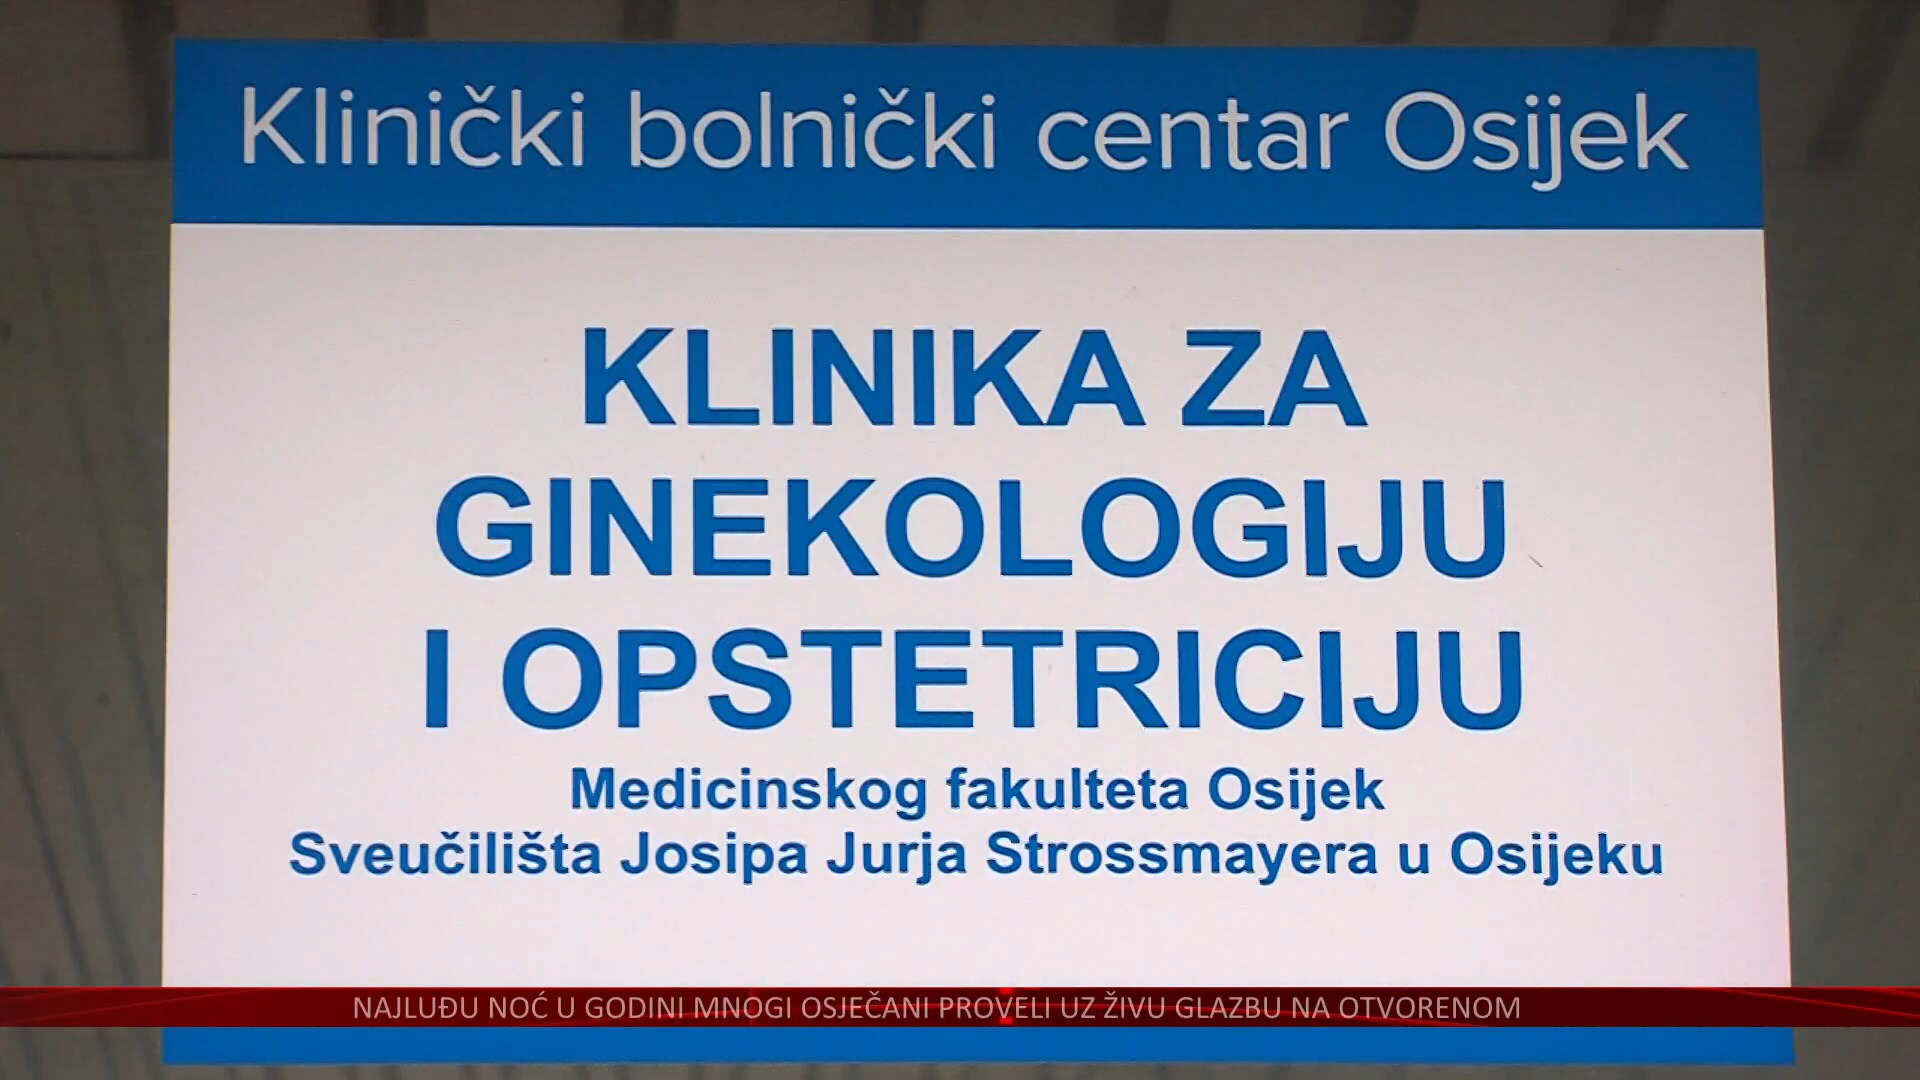 Klinički bolnički centar Osijek
KLINIKA ZA
GINEKOLOGIJU
I OPSTETRICIJU
Medicinskog fakulteta Osijek
Sveučilišta Josipa Jurja Strossmayera u Osijeku
NAJLUĐU NOĆ U GODINI MNOGI OSJEČANI PROVELI UZ ŽIVU GLAZBU NA OTVORENOM